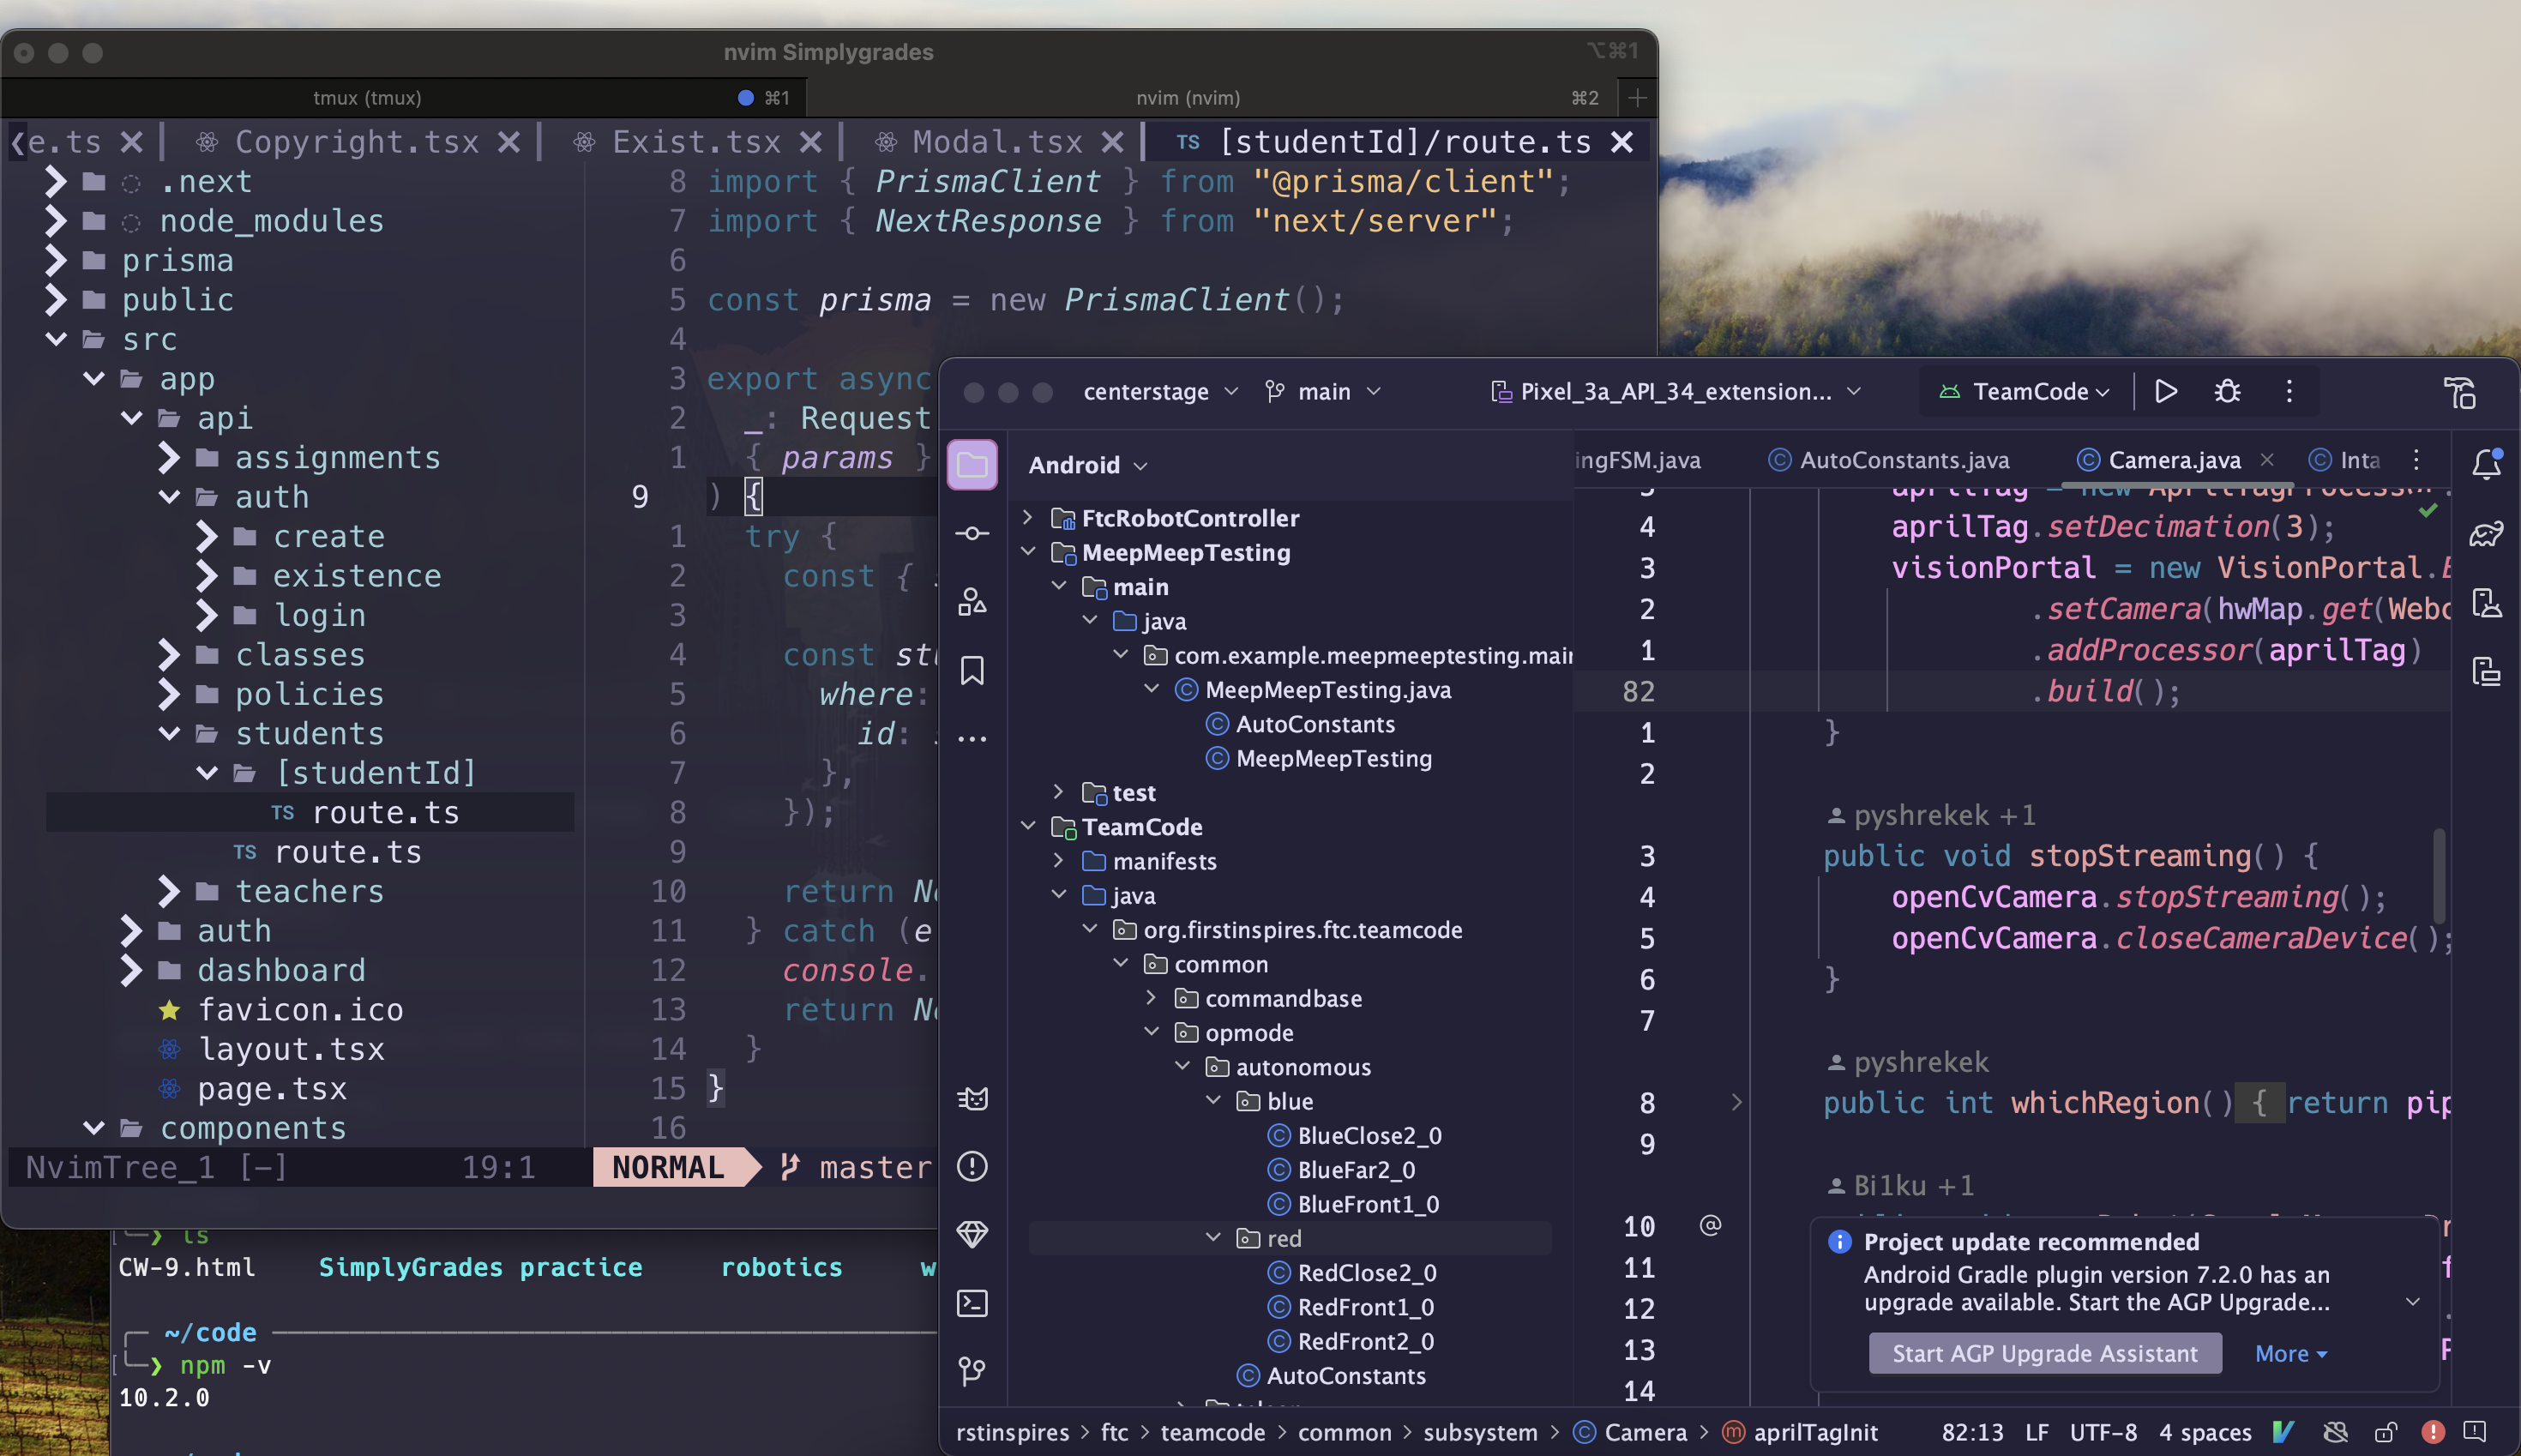 nvim Simplygrades ⌥⌘1
tmux (tmux) ⌘1 nvim (nvim) ⌘2
e.ts Copyright.tsx Exist.tsx Modal.tsx TS [studentId]/route.ts
.next
node_modules
prisma
public
src
app
api
assignments
auth
create
existence
login
classes
policies
students
[studentId]
TS route.ts
TS route.ts
teachers
auth
dashboard
favicon.ico
layout.tsx
page.tsx
components
NvimTree_1 [-] 19:1
8 import { PrismaClient } from "@prisma/client";
7 import { NextResponse } from "next/server";
6
5 const prisma = new PrismaClient();
4
3 export async
2 _: Request
1 { params }
9 ) {
1 try {
2 const {
3
4 const
5 where:
6 id:
7 },
8 });
9
10 return
11 } catch (e
12 console.
13 return
14 }
15 }
16
NORMAL master
ls
CW-9.html SimplyGrades practice robotics
~/code
npm -v
10.2.0
centerstage main Pixel_3a_API_34_extension... TeamCode
Android
FtcRobotController
MeepMeepTesting
main
java
com.example.meepmeeptesting.main
MeepMeepTesting.java
AutoConstants
MeepMeepTesting
test
TeamCode
manifests
java
org.firstinspires.ftc.teamcode
common
commandbase
opmode
autonomous
blue
BlueClose2_0
BlueFar2_0
BlueFront1_0
red
RedClose2_0
RedFront1_0
RedFront2_0
AutoConstants
ingFSM.java AutoConstants.java Camera.java Inta
4 aprilTag.setDecimation(3);
3 visionPortal = new VisionPortal.
2 .setCamera(hwMap.get(Webc
1 .addProcessor(aprilTag)
82 .build();
1 }
2
pyshrekek +1
3 public void stopStreaming() {
4 openCvCamera.stopStreaming();
5 openCvCamera.closeCameraDevice();
6 }
7
pyshrekek
8 public int whichRegion() { return pip
9
Bi1ku +1
10 @
11
12
13
14
Project update recommended
Android Gradle plugin version 7.2.0 has an
upgrade available. Start the AGP Upgrade...
Start AGP Upgrade Assistant More
rstinspires > ftc > teamcode > common > subsystem > Camera > aprilTagInit 82:13 LF UTF-8 4 spaces